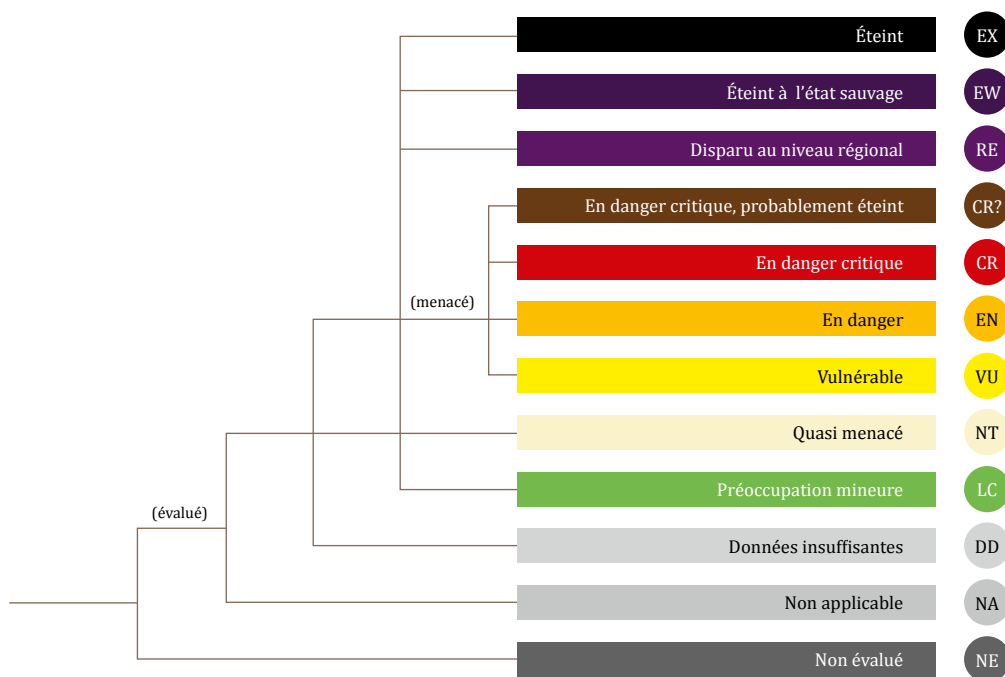 Éteint EX
Éteint à l'état sauvage EW
Disparu au niveau régional RE
En danger critique, probablement éteint CR?
En danger critique CR
(menacé)
En danger EN
Vulnérable VU
Quasi menacé NT
Préoccupation mineure LC
(évalué)
Données insuffisantes DD
Non applicable NA
Non évalué NE